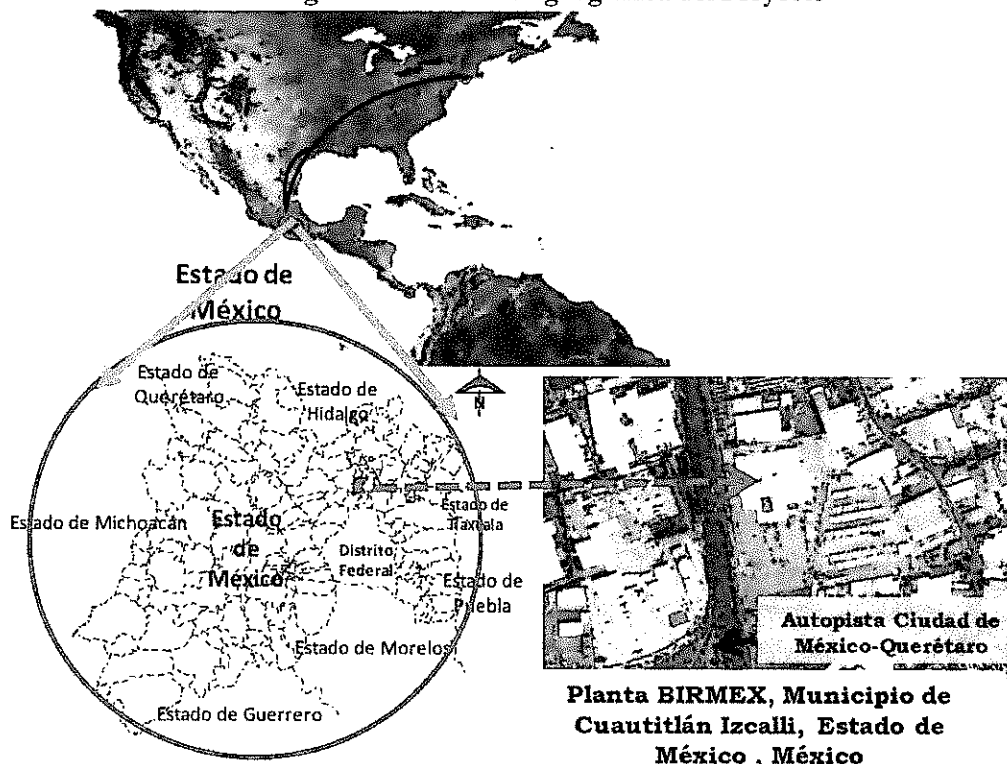 Estado de
México
Estado de
Querétaro
Estado de
Hidalgo
N
Estado de
Tlaxcala
Estado de Michoacán
Estado
de
México
Distrito
Federal
Estado de
Puebla
Estado de Morelos
Estado de Guerrero
Autopista Ciudad de
México-Querétaro
Planta BIRMEX, Municipio de
Cuautitlán Izcalli, Estado de
México , México